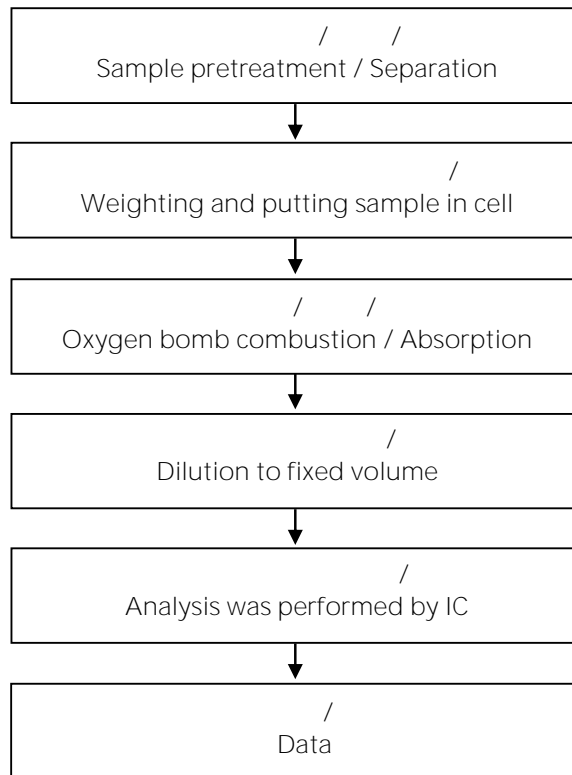 / /
Sample pretreatment / Separation
/
Weighting and putting sample in cell
/ /
Oxygen bomb combustion / Absorption
/
Dilution to fixed volume
/
Analysis was performed by IC
/
Data